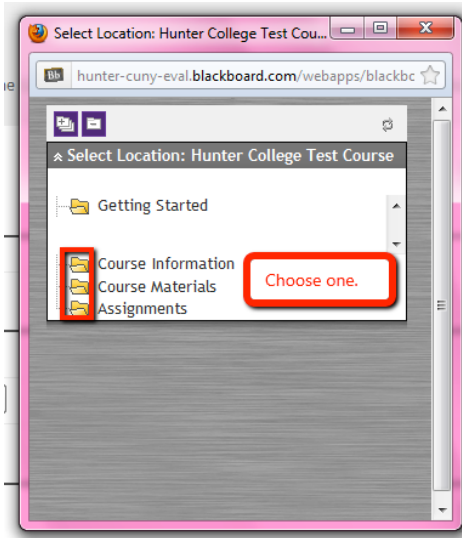 Select Location: Hunter College Test Cou...
Bb hunter-cuny-eval.blackboard.com/webapps/blackbc
Select Location: Hunter College Test Course
Getting Started
Course Information
Choose one.
Course Materials
Assignments